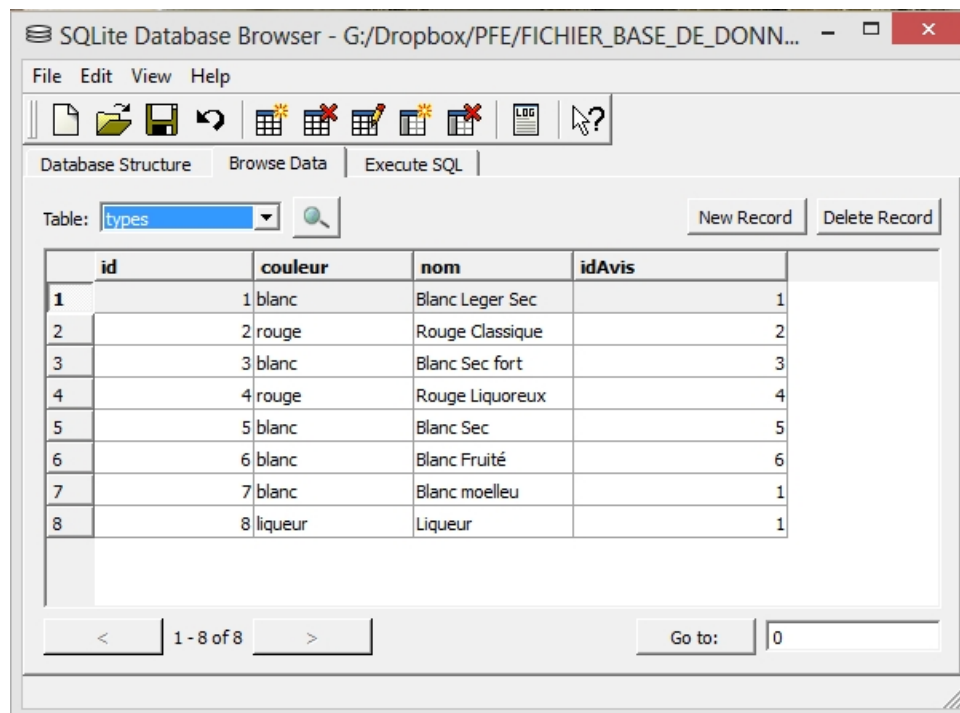 SQLite Database Browser - G:/Dropbox/PFE/FICHIER_BASE_DE_DONN...
File Edit View Help
LOG
Database Structure Browse Data Execute SQL
Table: types New Record Delete Record
id couleur nom idAvis
1 1 blanc Blanc Leger Sec 1
2 2 rouge Rouge Classique 2
3 3 blanc Blanc Sec fort 3
4 4 rouge Rouge Liquoreux 4
5 5 blanc Blanc Sec 5
6 6 blanc Blanc Fruité 6
7 7 blanc Blanc moelleu 1
8 8 liqueur Liqueur 1
< 1 - 8 of 8 > Go to: 0